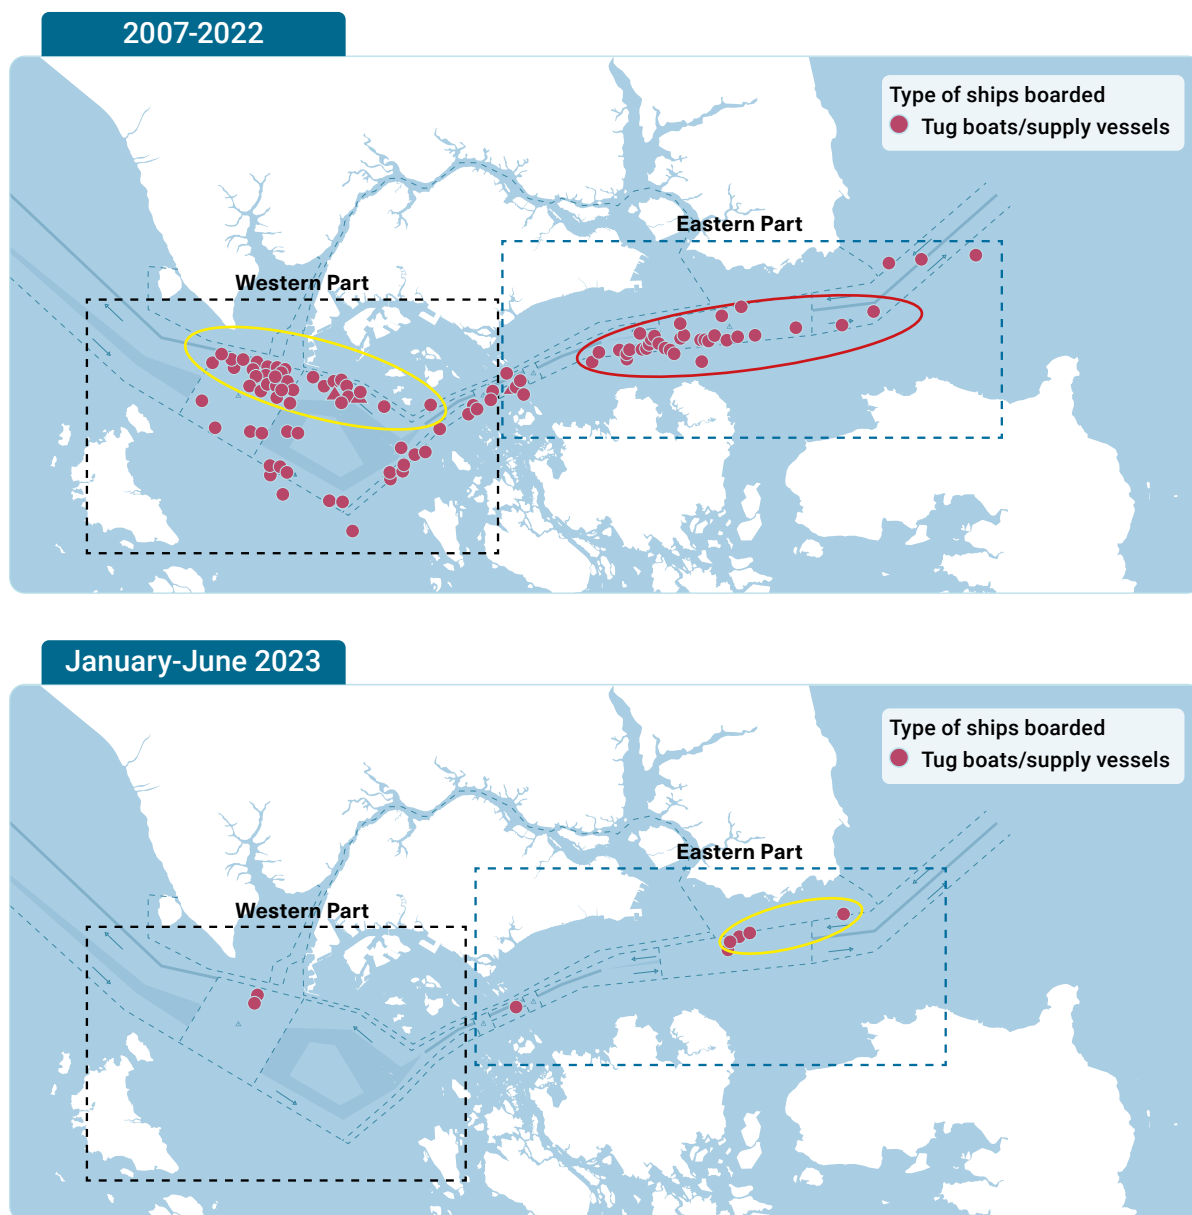 2007-2022
Type of ships boarded
Tug boats/supply vessels
Eastern Part
Western Part
January-June 2023
Type of ships boarded
Tug boats/supply vessels
Eastern Part
Western Part